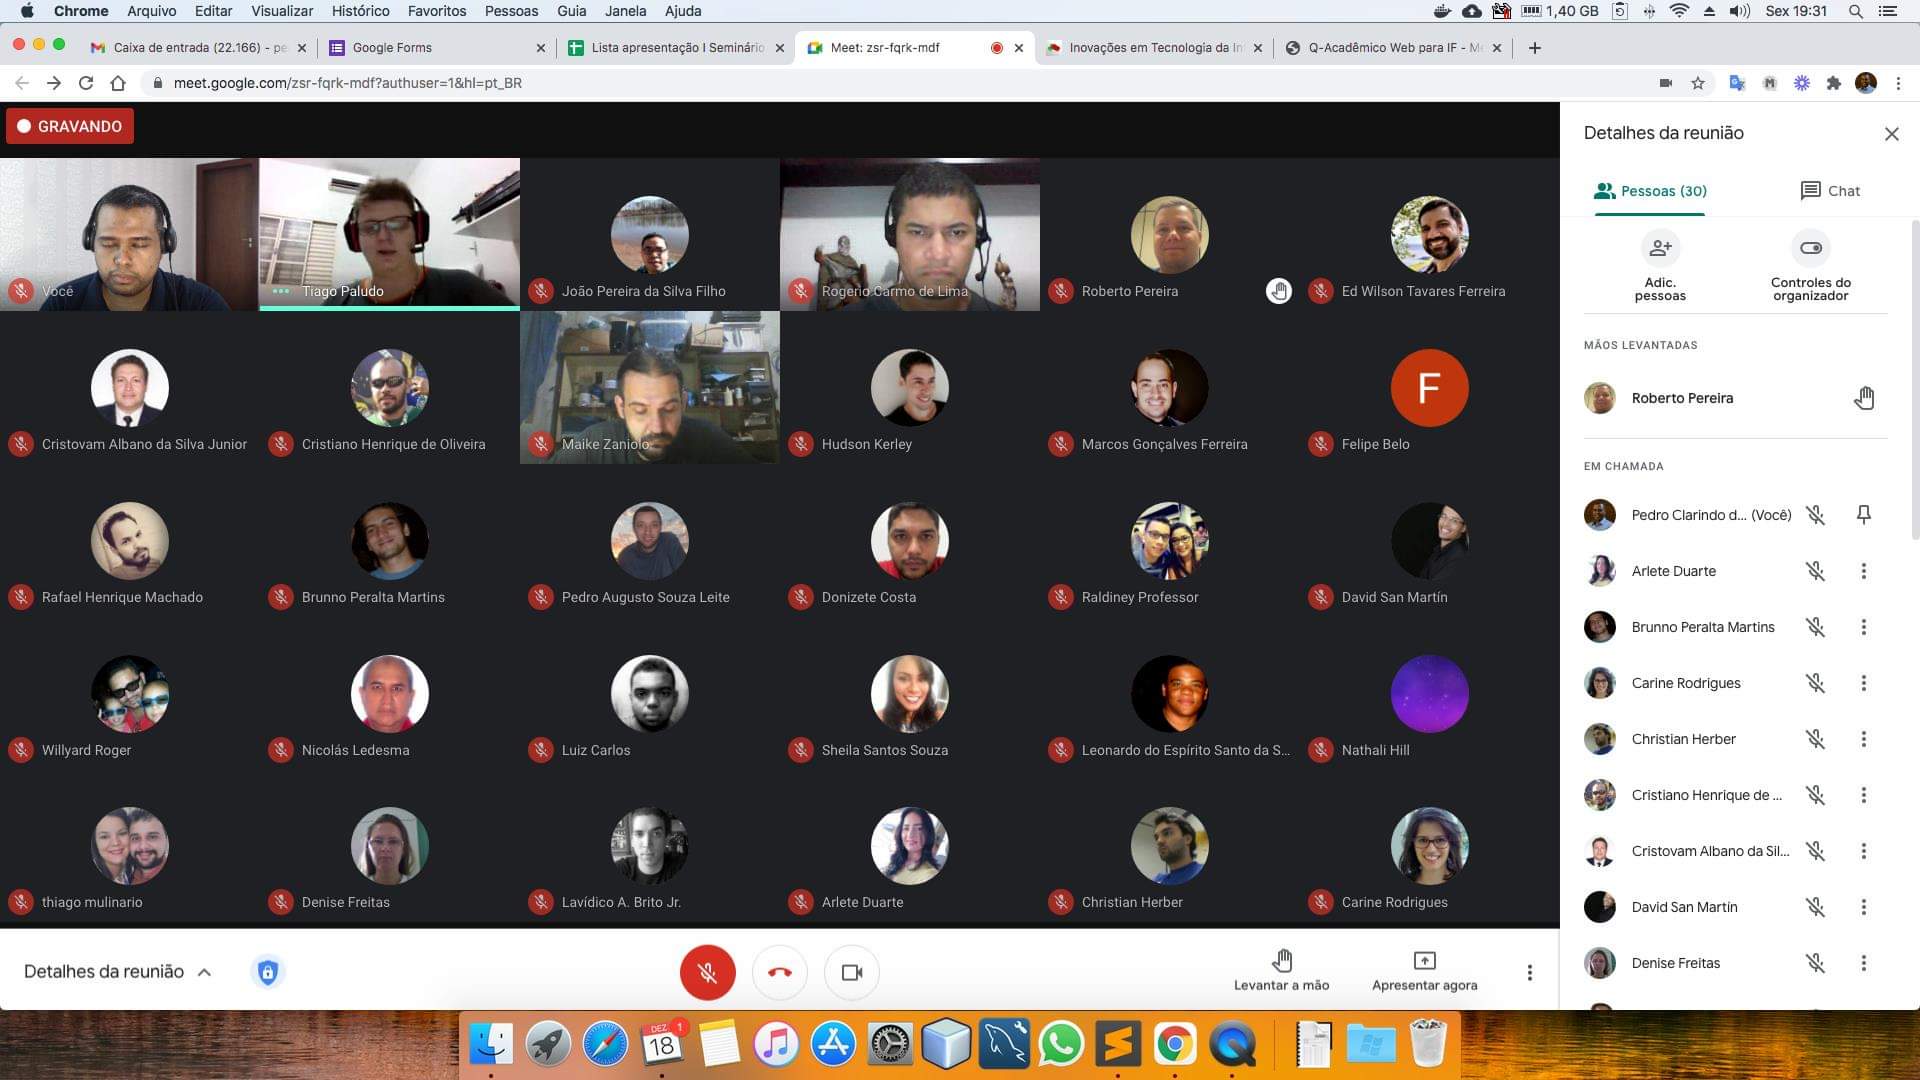 Chrome Arquivo Editar Visualizar Histórico Favoritos Pessoas Guia Janela Ajuda 1,40 GB Sex 19:31
Caixa de entrada (22.166) - pe Google Forms Lista apresentação I Seminário Meet: zsr-fqrk-mdf Inovações em Tecnologia da In Q-Acadêmico Web para IF - M
meet.google.com/zsr-fqrk-mdf?authuser=1&hl=pt_BR
GRAVANDO
Você Tiago Paludo João Pereira da Silva Filho Rogerio Carmo de Lima Roberto Pereira Ed Wilson Tavares Ferreira
Cristovam Albano da Silva Junior Cristiano Henrique de Oliveira Maike Zaniolo Hudson Kerley Marcos Gonçalves Ferreira F Felipe Belo
Rafael Henrique Machado Brunno Peralta Martins Pedro Augusto Souza Leite Donizete Costa Raldiney Professor David San Martín
Willyard Roger Nicolás Ledesma Luiz Carlos Sheila Santos Souza Leonardo do Espírito Santo da S... Nathali Hill
thiago mulinario Denise Freitas Lavídico A. Brito Jr. Arlete Duarte Christian Herber Carine Rodrigues
Detalhes da reunião
Levantar a mão
Apresentar agora
Detalhes da reunião
Pessoas (30) Chat
Adic. pessoas
Controles do organizador
MÃOS LEVANTADAS
Roberto Pereira
EM CHAMADA
Pedro Clarindo d... (Você)
Arlete Duarte
Brunno Peralta Martins
Carine Rodrigues
Christian Herber
Cristiano Henrique de ...
Cristovam Albano da Sil...
David San Martín
Denise Freitas
DEZ 1
18